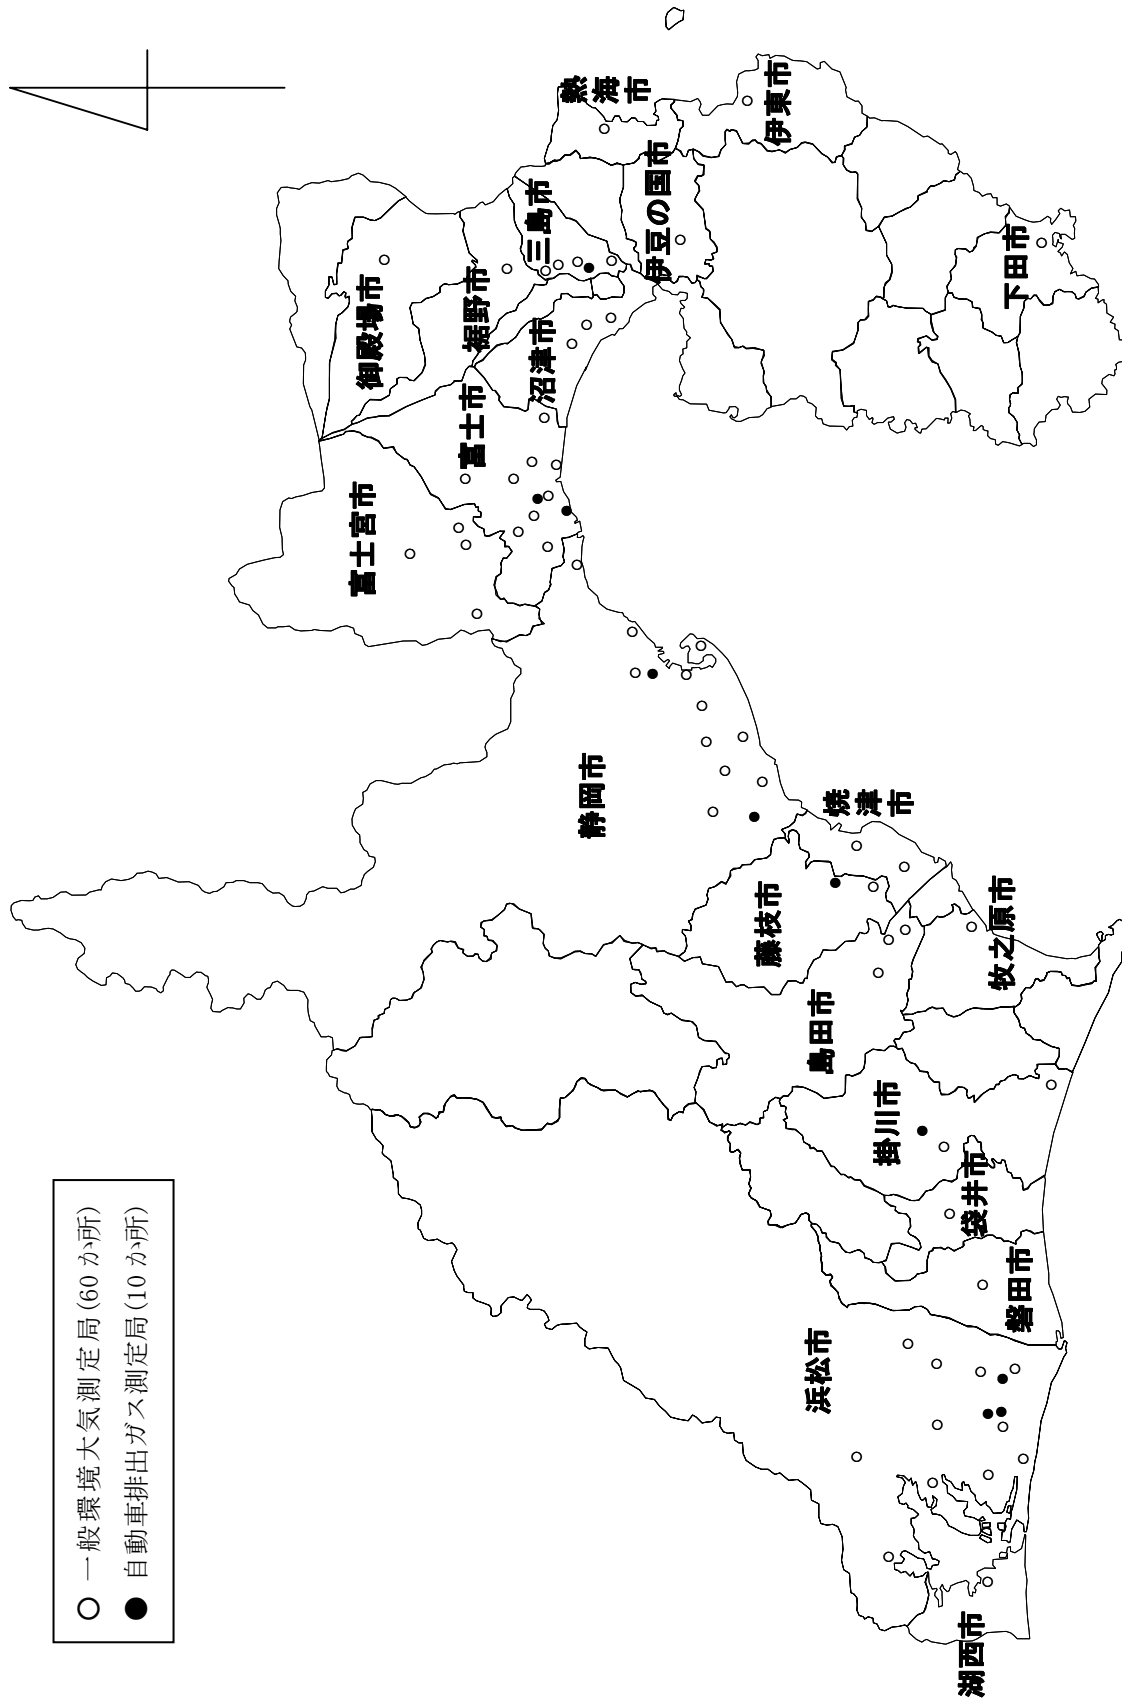 ○ 一般環境大気測定局(60か所)
● 自動車排出ガス測定局(10か所)
富士宮市
御殿場市
富士市
裾野市
沼津市
三島市
熱海市
伊豆の国市
伊東市
下田市
静岡市
焼津市
藤枝市
島田市
牧之原市
掛川市
袋井市
磐田市
浜松市
湖西市